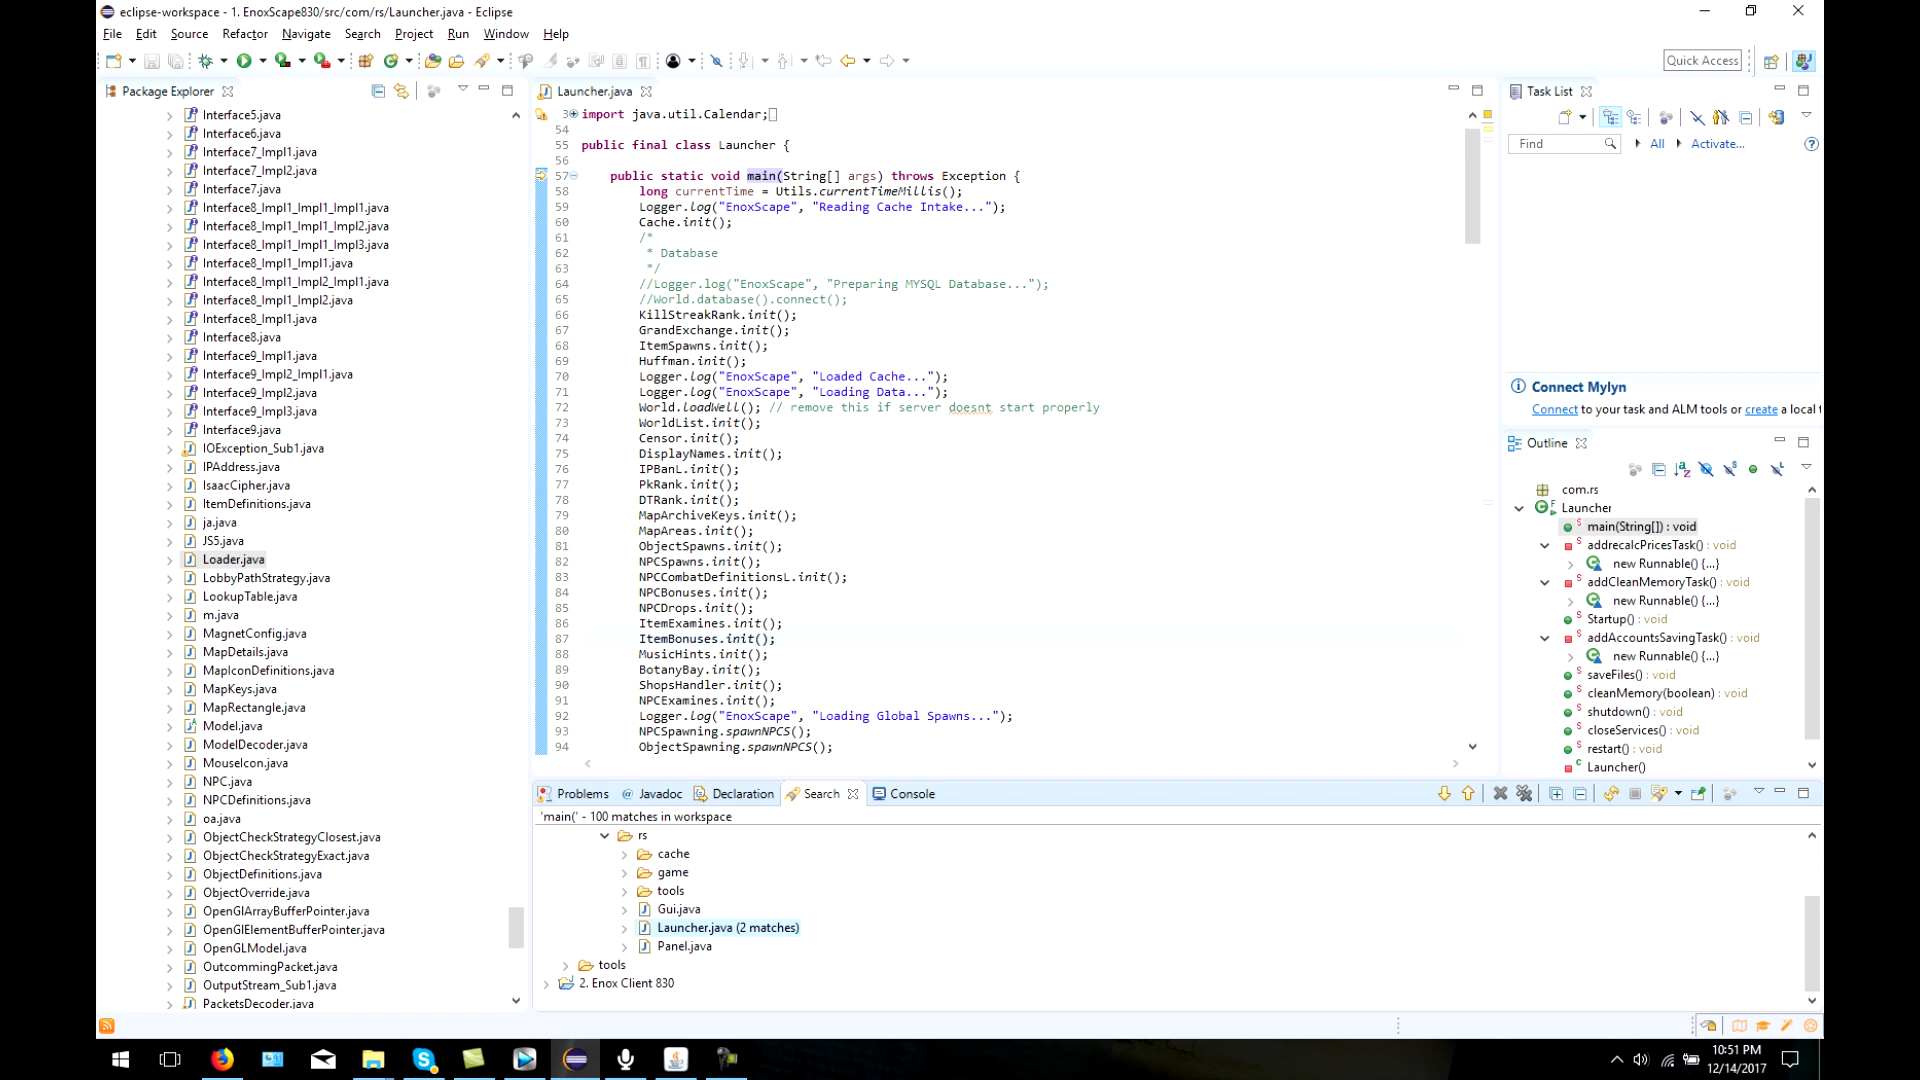 eclipse-workspace - 1. EnoxScape830/src/com/rs/Launcher.java - Eclipse
File Edit Source Refactor Navigate Search Project Run Window Help
Quick Access
Package Explorer
Interface5.java
Interface6.java
Interface7_Impl1.java
Interface7_Impl2.java
Interface7.java
Interface8_Impl1_Impl1_Impl1.java
Interface8_Impl1_Impl1_Impl2.java
Interface8_Impl1_Impl1_Impl3.java
Interface8_Impl1_Impl1.java
Interface8_Impl1_Impl2_Impl1.java
Interface8_Impl1_Impl2.java
Interface8_Impl1.java
Interface8.java
Interface9_Impl1.java
Interface9_Impl2_Impl1.java
Interface9_Impl2.java
Interface9_Impl3.java
Interface9.java
IOException_Sub1.java
IPAddress.java
IsaacCipher.java
ItemDefinitions.java
ja.java
JS5.java
Loader.java
LobbyPathStrategy.java
LookupTable.java
m.java
MagnetConfig.java
MapDetails.java
MapIconDefinitions.java
MapKeys.java
MapRectangle.java
Model.java
ModelDecoder.java
MouseIcon.java
NPC.java
NPCDefinitions.java
oa.java
ObjectCheckStrategyClosest.java
ObjectCheckStrategyExact.java
ObjectDefinitions.java
ObjectOverride.java
OpenGlArrayBufferPointer.java
OpenGlElementBufferPointer.java
OpenGLModel.java
OutcommingPacket.java
OutputStream_Sub1.java
PacketsDecoder.java
Launcher.java
3 import java.util.Calendar;
54
55 public final class Launcher {
56
57 public static void main(String[] args) throws Exception {
58 long currentTime = Utils.currentTimeMillis();
59 Logger.log("EnoxScape", "Reading Cache Intake...");
60 Cache.init();
61 /*
62 * Database
63 */
64 //Logger.log("EnoxScape", "Preparing MYSQL Database...");
65 //World.database().connect();
66 KillStreakRank.init();
67 GrandExchange.init();
68 ItemSpawns.init();
69 Huffman.init();
70 Logger.log("EnoxScape", "Loaded Cache...");
71 Logger.log("EnoxScape", "Loading Data...");
72 World.loadWell(); // remove this if server doesnt start properly
73 WorldList.init();
74 Censor.init();
75 DisplayNames.init();
76 IPBanL.init();
77 PkRank.init();
78 DTRank.init();
79 MapArchiveKeys.init();
80 MapAreas.init();
81 ObjectSpawns.init();
82 NPCSpawns.init();
83 NPCCombatDefinitionsL.init();
84 NPCBonuses.init();
85 NPCDrops.init();
86 ItemExamines.init();
87 ItemBonuses.init();
88 MusicHints.init();
89 BotanyBay.init();
90 ShopsHandler.init();
91 NPCExamines.init();
92 Logger.log("EnoxScape", "Loading Global Spawns...");
93 NPCSpawning.spawnNPCS();
94 ObjectSpawning.spawnNPCS();
Problems Javadoc Declaration Search Console
'main(' - 100 matches in workspace
rs
cache
game
tools
Gui.java
Launcher.java (2 matches)
Panel.java
tools
2. Enox Client 830
Task List
Find All Activate...
Connect Mylyn
Connect to your task and ALM tools or create a local t
Outline
com.rs
Launcher
main(String[]) : void
addrecalcPricesTask() : void
new Runnable() {...}
addCleanMemoryTask() : void
new Runnable() {...}
Startup() : void
addAccountsSavingTask() : void
new Runnable() {...}
saveFiles() : void
cleanMemory(boolean) : void
shutdown() : void
closeServices() : void
restart() : void
Launcher()
10:51 PM
12/14/2017